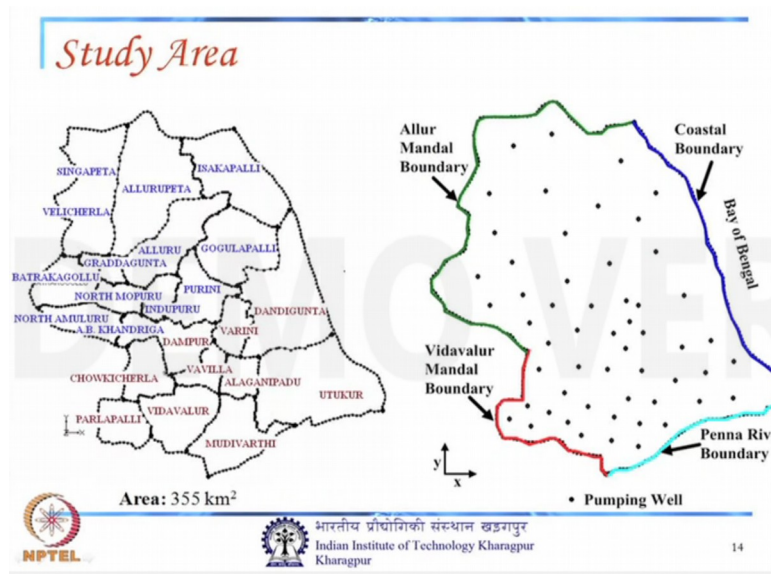 Study Area
SINGAPETA
ISAKAPALLI
ALLURUPETA
VELICHERLA
ALLURU
GOGULAPALLI
GRADDAGUNTA
BATRAKAGOLLU
PURINI
NORTH MOPURU
INDUPURU
DANDIGUNTA
NORTH AMULURU
A.B. KHANDRIGA
VARINI
DAMPUR
VAVILLA
CHOWKICHERLA
ALAGANIPADU
UTUKUR
VIDAVALUR
PARLAPALLI
MUDIVARTHI
Area: 355 km²
Allur
Mandal
Boundary
Coastal
Boundary
Bay of Bengal
Vidavalur
Mandal
Boundary
Penna Riv
Boundary
y
x
• Pumping Well
DEMO VER
NPTEL
भारतीय प्रौद्योगिकी संस्थान खड़गपुर
Indian Institute of Technology Kharagpur
Kharagpur
14